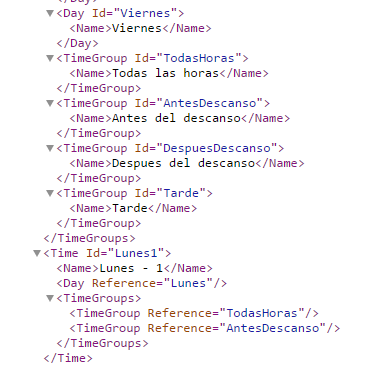 </Day>
<Day Id="Viernes">
<Name>Viernes</Name>
</Day>
<TimeGroup Id="TodasHoras">
<Name>Todas las horas</Name>
</TimeGroup>
<TimeGroup Id="AntesDescanso">
<Name>Antes del descanso</Name>
</TimeGroup>
<TimeGroup Id="DespuesDescanso">
<Name>Despues del descanso</Name>
</TimeGroup>
<TimeGroup Id="Tarde">
<Name>Tarde</Name>
</TimeGroup>
</TimeGroups>
<Time Id="Lunes1">
<Name>Lunes - 1</Name>
<Day Reference="Lunes"/>
<TimeGroups>
<TimeGroup Reference="TodasHoras"/>
<TimeGroup Reference="AntesDescanso"/>
</TimeGroups>
</Time>